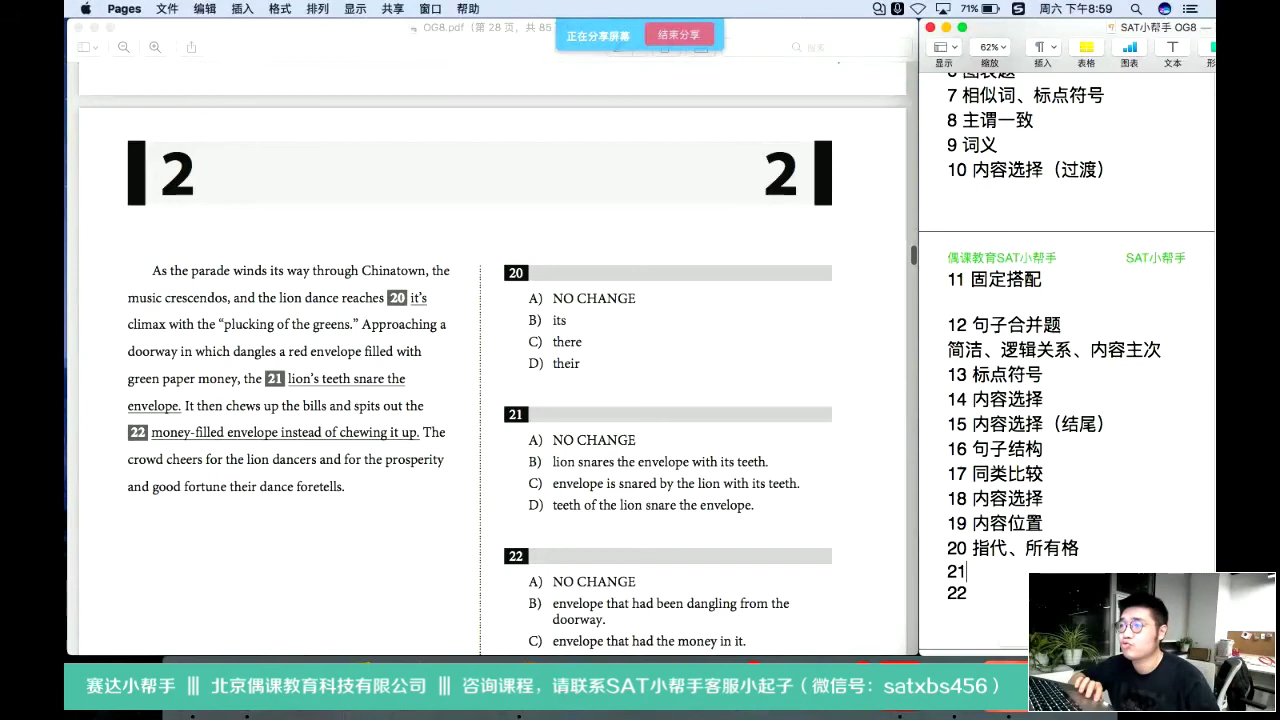 Pages 文件 编辑 插入 格式 排列 显示 共享 窗口 帮助
71% 周六 下午8:59
OG8.pdf（第 28 页，共 85
正在分享屏幕 结束分享
SAT小帮手 OG8
搜索
62%
显示 缩放 插入 表格 图表 文本
2 2
As the parade winds its way through Chinatown, the
music crescendos, and the lion dance reaches 20 it's
climax with the “plucking of the greens.” Approaching a
doorway in which dangles a red envelope filled with
green paper money, the 21 lion's teeth snare the
envelope. It then chews up the bills and spits out the
22 money-filled envelope instead of chewing it up. The
crowd cheers for the lion dancers and for the prosperity
and good fortune their dance foretells.
20
A) NO CHANGE
B) its
C) there
D) their
21
A) NO CHANGE
B) lion snares the envelope with its teeth.
C) envelope is snared by the lion with its teeth.
D) teeth of the lion snare the envelope.
22
A) NO CHANGE
B) envelope that had been dangling from the
doorway.
C) envelope that had the money in it.
7 相似词、标点符号
8 主谓一致
9 词义
10 内容选择（过渡）
偶课教育SAT小帮手 SAT小帮手
11 固定搭配
12 句子合并题
简洁、逻辑关系、内容主次
13 标点符号
14 内容选择
15 内容选择（结尾）
16 句子结构
17 同类比较
18 内容选择
19 内容位置
20 指代、所有格
21
22
赛达小帮手 ||| 北京偶课教育科技有限公司 ||| 咨询课程，请联系SAT小帮手客服小起子（微信号：satxbs456）